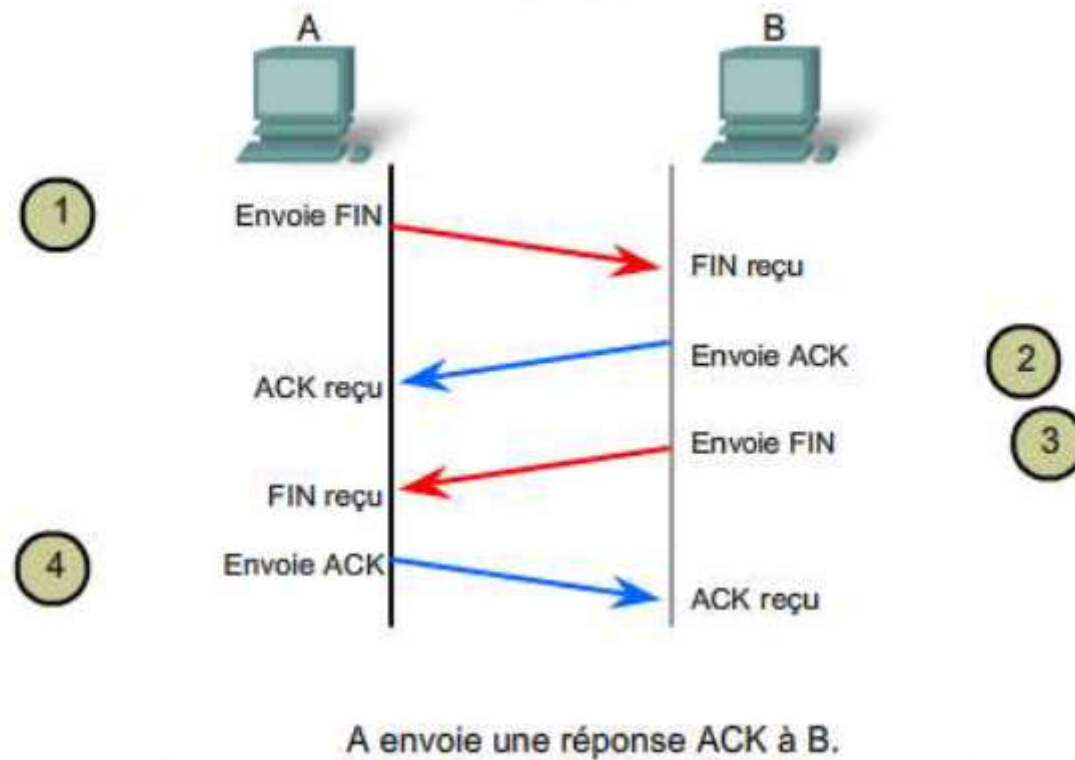 A
B
1
Envoie FIN
FIN reçu
Envoie ACK
2
ACK reçu
Envoie FIN
3
FIN reçu
4
Envoie ACK
ACK reçu
A envoie une réponse ACK à B.